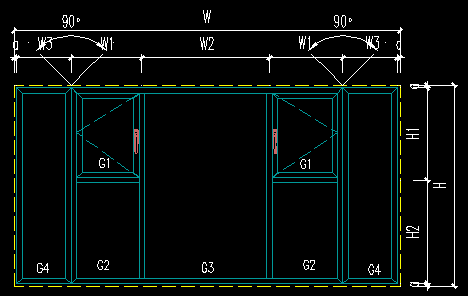 W
90° 90°
a W3 W1 W2 W1 W3 a
G1 G1
H1
H
H2
G4 G2 G3 G2 G4